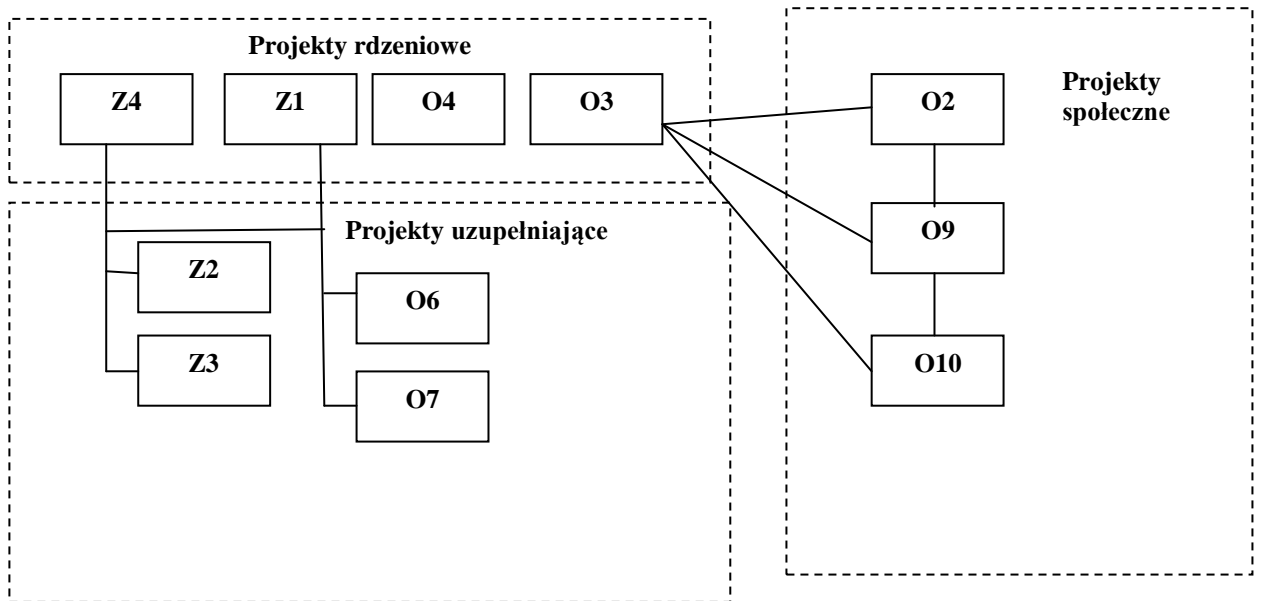 Projekty rdzeniowe
Z4
Z1
O4
O3
Projekty uzupełniające
Z2
O6
Z3
O7
Projekty
społeczne
O2
O9
O10